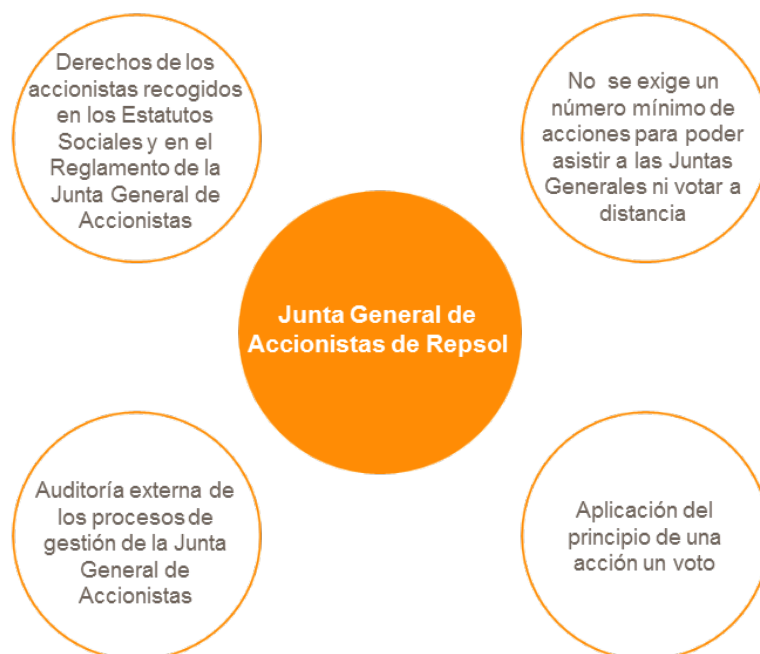 Derechos de los
accionistas recogidos
en los Estatutos
Sociales y en el
Reglamento de la
Junta General de
Accionistas
No se exige un
número mínimo de
acciones para poder
asistir a las Juntas
Generales ni votar a
distancia
Junta General de
Accionistas de Repsol
Auditoría externa de
los procesos de
gestión de la Junta
General de
Accionistas
Aplicación del
principio de una
acción un voto